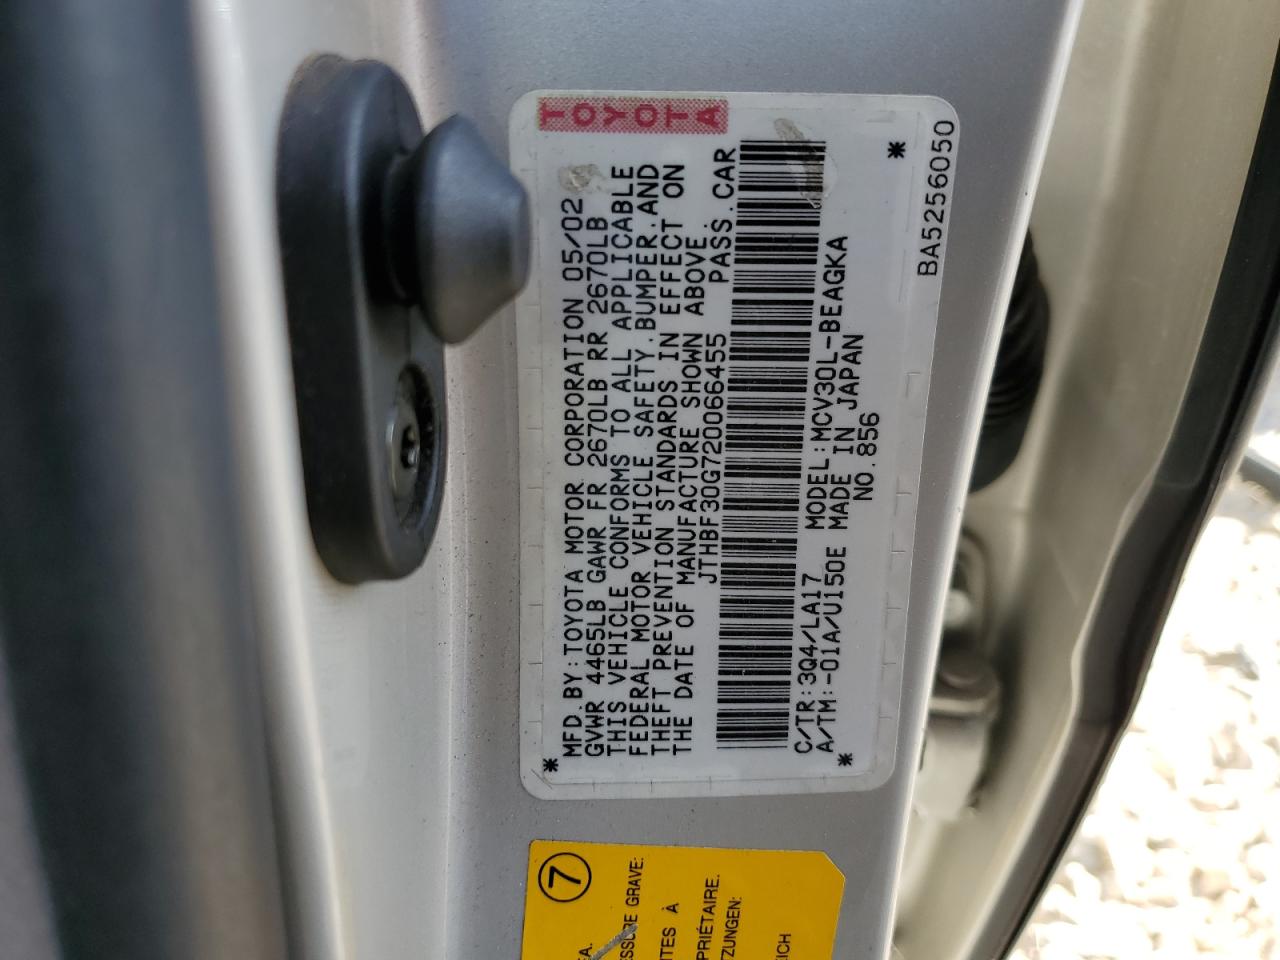 TOYOTA
*MFD.BY:TOYOTA MOTOR CORPORATION 05/02
GVWR 4465LB GAWR FR 2670LB RR 2670LB
THIS VEHICLE CONFORMS TO ALL APPLICABLE
FEDERAL MOTOR VEHICLE SAFETY.BUMPER.AND
THEFT PREVENTION STANDARDS IN EFFECT ON
THE DATE OF MANUFACTURE SHOWN ABOVE.
JTHBF30G720066455 PASS.CAR
C/TR:3Q4/LA17 MODEL:MCV30L-BEAGKA
A/TM:-01A/U150E MADE IN JAPAN
* NO.856 *
BA5256050
7
GRAVE:
À